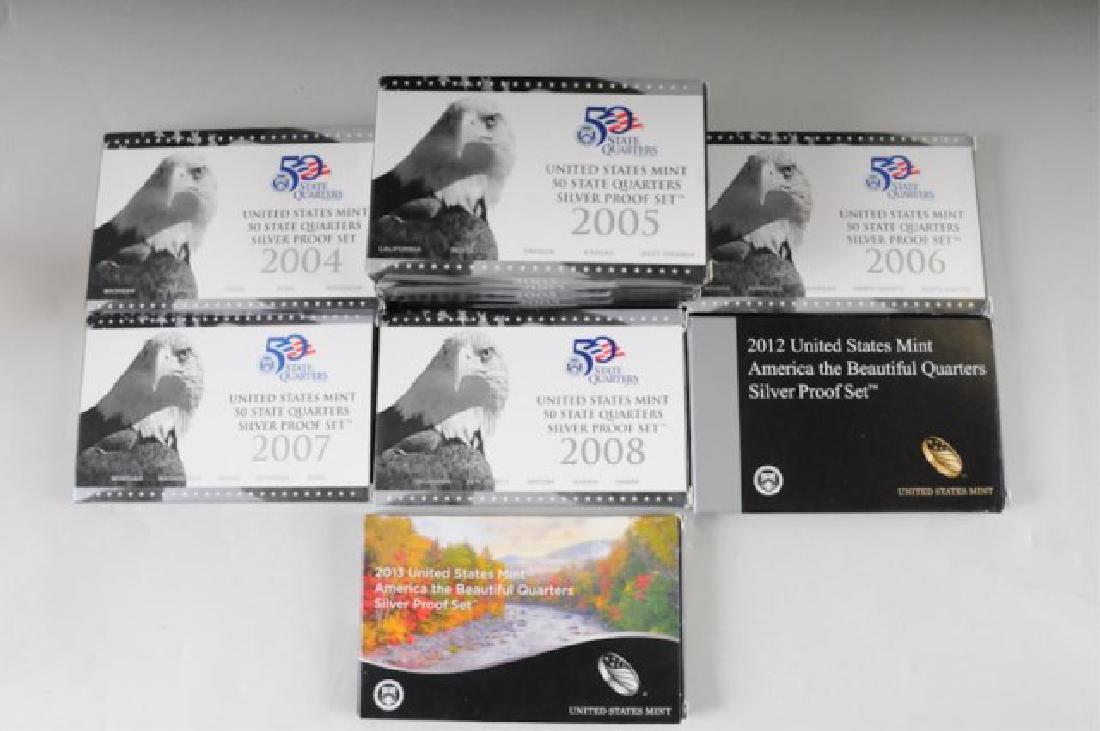 50
STATE
QUARTERS
UNITED STATES MINT
50 STATE QUARTERS
SILVER PROOF SET
2004
MICHIGAN
50
STATE
QUARTERS
UNITED STATES MINT
50 STATE QUARTERS
SILVER PROOF SET™
2005
CALIFORNIA OREGON KANSAS WEST VIRGINIA
50
STATE
QUARTERS
UNITED STATES MINT
50 STATE QUARTERS
SILVER PROOF SET™
2006
50
STATE
QUARTERS
UNITED STATES MINT
50 STATE QUARTERS
SILVER PROOF SET™
2007
50
STATE
QUARTERS
UNITED STATES MINT
50 STATE QUARTERS
SILVER PROOF SET™
2008
2012 United States Mint
America the Beautiful Quarters
Silver Proof Set™
UNITED STATES MINT
2013 United States Mint
America the Beautiful Quarters
Silver Proof Set™
UNITED STATES MINT